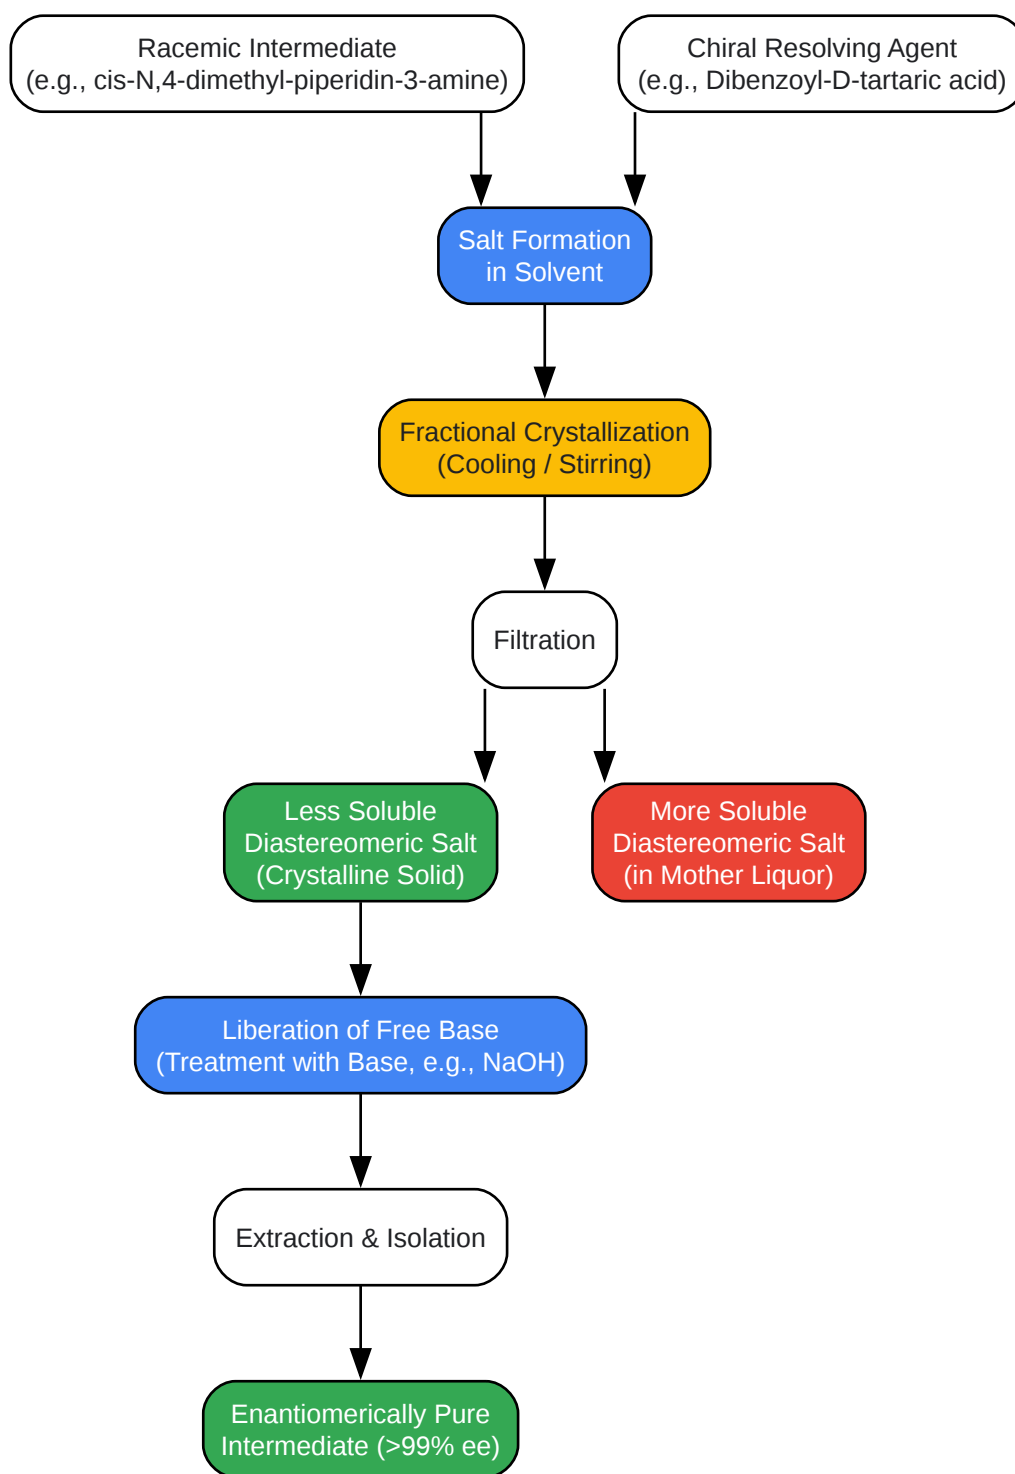 Racemic Intermediate
(e.g., cis-N,4-dimethyl-piperidin-3-amine)
Chiral Resolving Agent
(e.g., Dibenzoyl-D-tartaric acid)
Salt Formation
in Solvent
Fractional Crystallization
(Cooling / Stirring)
Filtration
Less Soluble
Diastereomeric Salt
(Crystalline Solid)
More Soluble
Diastereomeric Salt
(in Mother Liquor)
Liberation of Free Base
(Treatment with Base, e.g., NaOH)
Extraction & Isolation
Enantiomerically Pure
Intermediate (>99% ee)